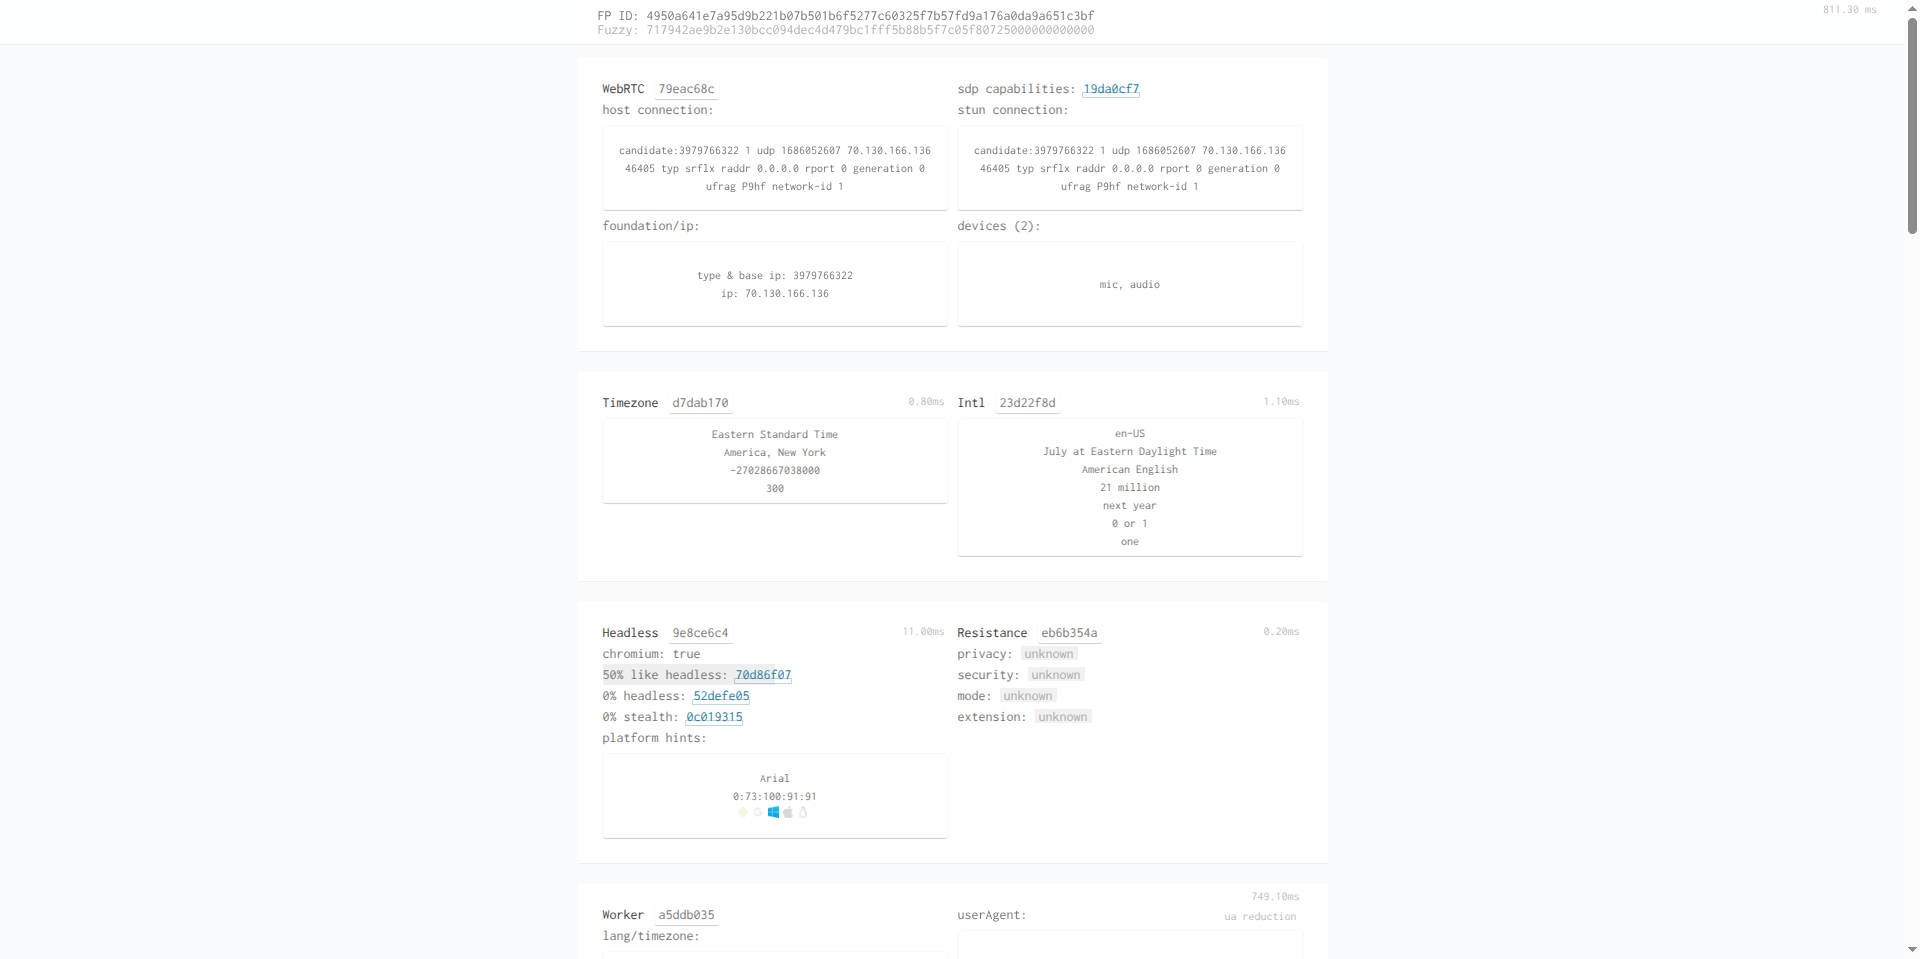 FP ID: 4950a641e7a95d9b221b07b501b6f5277c60325f7b57fd9a176a0da9a651c3bf
Fuzzy: 717942ae9b2e130bcc094dec4d479bc1fff5b88b5f7c05f80725000000000000
811.30 ms
WebRTC 79eac68c
host connection:
candidate:3979766322 1 udp 1686052607 70.130.166.136
46405 typ srflx raddr 0.0.0.0 rport 0 generation 0
ufrag P9hf network-id 1
foundation/ip:
type & base ip: 3979766322
ip: 70.130.166.136
sdp capabilities: 19da0cf7
stun connection:
candidate:3979766322 1 udp 1686052607 70.130.166.136
46405 typ srflx raddr 0.0.0.0 rport 0 generation 0
ufrag P9hf network-id 1
devices (2):
mic, audio
Timezone d7dab170 0.80ms
Eastern Standard Time
America, New York
-27028667038000
300
Intl 23d22f8d 1.10ms
en-US
July at Eastern Daylight Time
American English
21 million
next year
0 or 1
one
Headless 9e8ce6c4 11.00ms
chromium: true
50% like headless: 70d86f07
0% headless: 52defe05
0% stealth: 0c019315
platform hints:
Arial
0:73:100:91:91
Resistance eb6b354a 0.20ms
privacy: unknown
security: unknown
mode: unknown
extension: unknown
Worker a5ddb035
lang/timezone:
749.10ms
userAgent: ua reduction